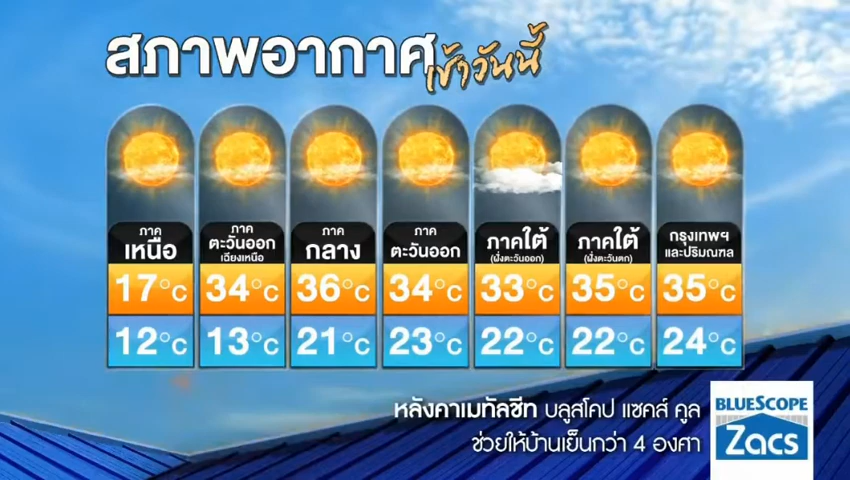 สภาพอากาศเช้าวันนี้
ภาค
เหนือ
17°C
12°C
ภาค
ตะวันออก
เฉียงเหนือ
34°C
13°C
ภาค
กลาง
36°C
21°C
ภาค
ตะวันออก
34°C
23°C
ภาคใต้
(ฝั่งตะวันออก)
33°C
22°C
ภาคใต้
(ฝั่งตะวันตก)
35°C
22°C
กรุงเทพฯ
และปริมณฑล
35°C
24°C
หลังคาเมทัลชีท บลูสโคป แซคส์ คูล
ช่วยให้บ้านเย็นกว่า 4 องศา
BLUESCOPE
Zacs